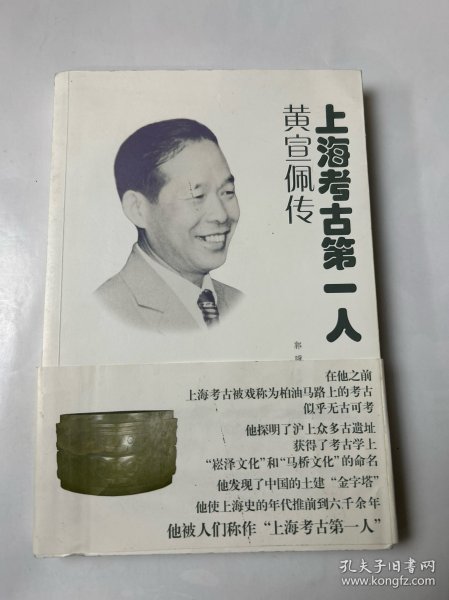 上海考古第一人
黄宣佩传
郭
在他之前
上海考古被戏称为柏油马路上的考古
似乎无古可考
他探明了沪上众多古遗址
获得了考古学上
“崧泽文化”和“马桥文化”的命名
他发现了中国的土建“金字塔”
他使上海史的年代推前到六千余年
他被人们称作“上海考古第一人”
孔夫子旧书网
www.kongfz.com